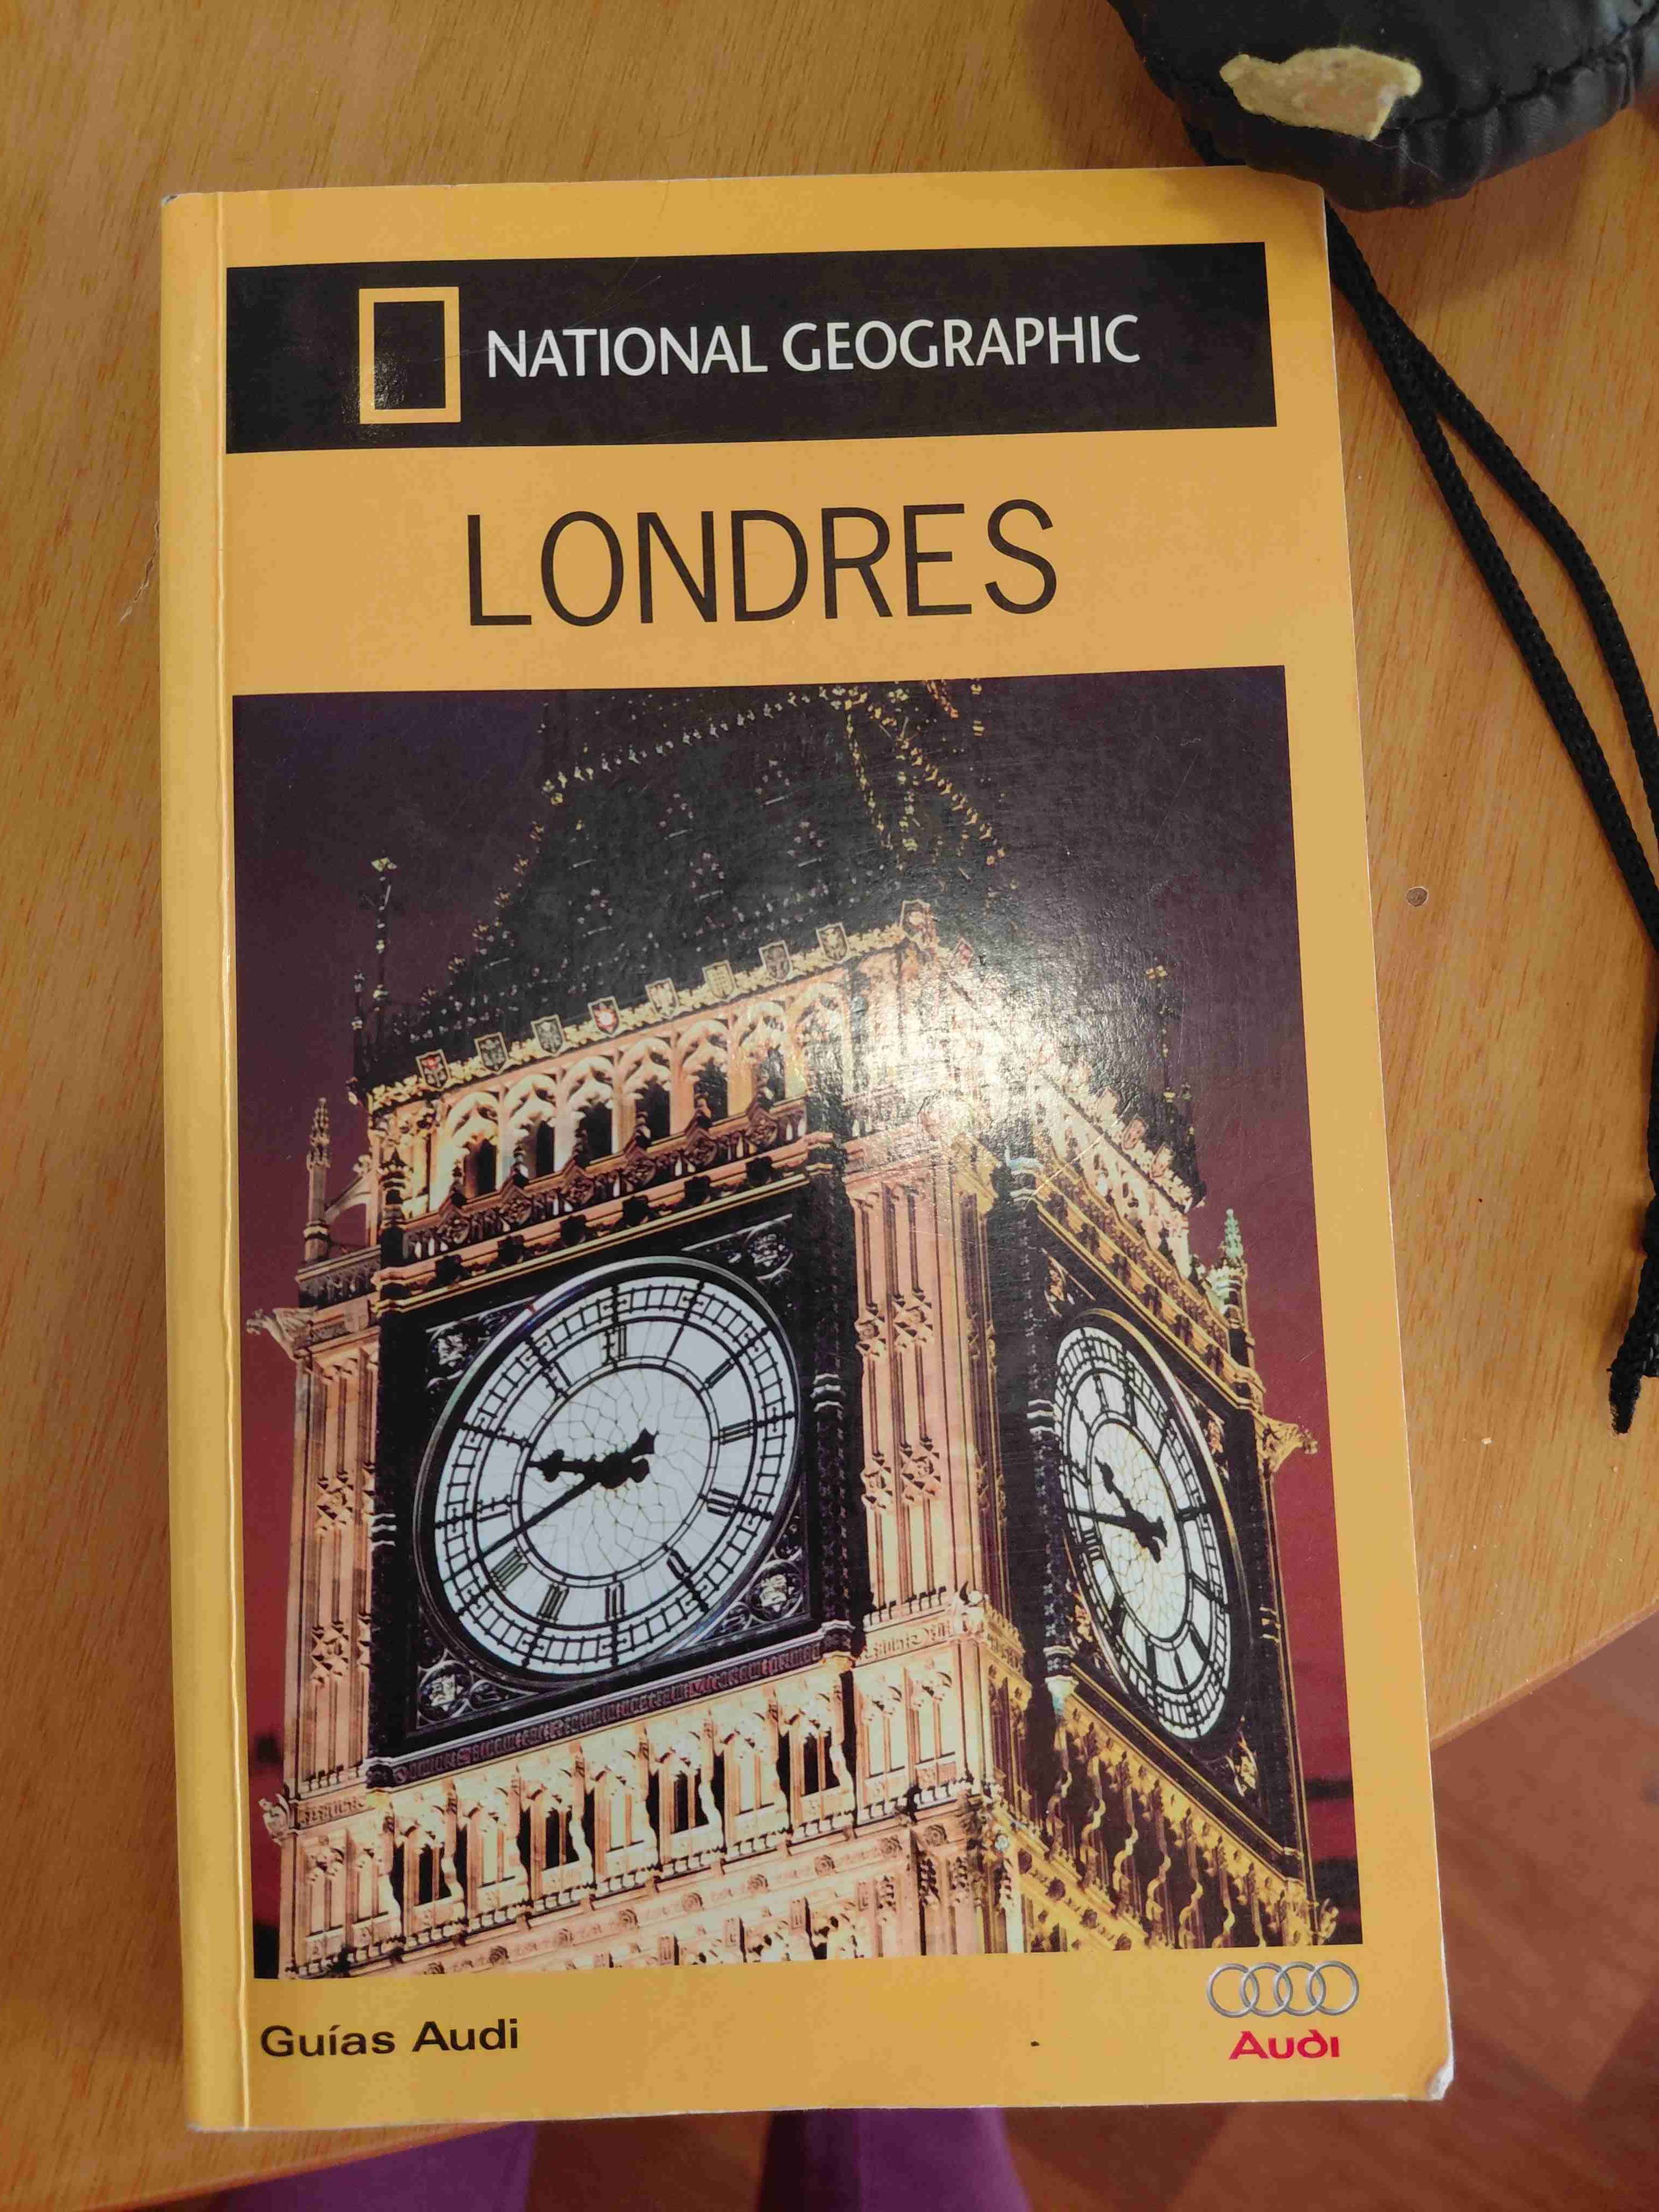 NATIONAL GEOGRAPHIC
LONDRES
Guías Audi
Audi